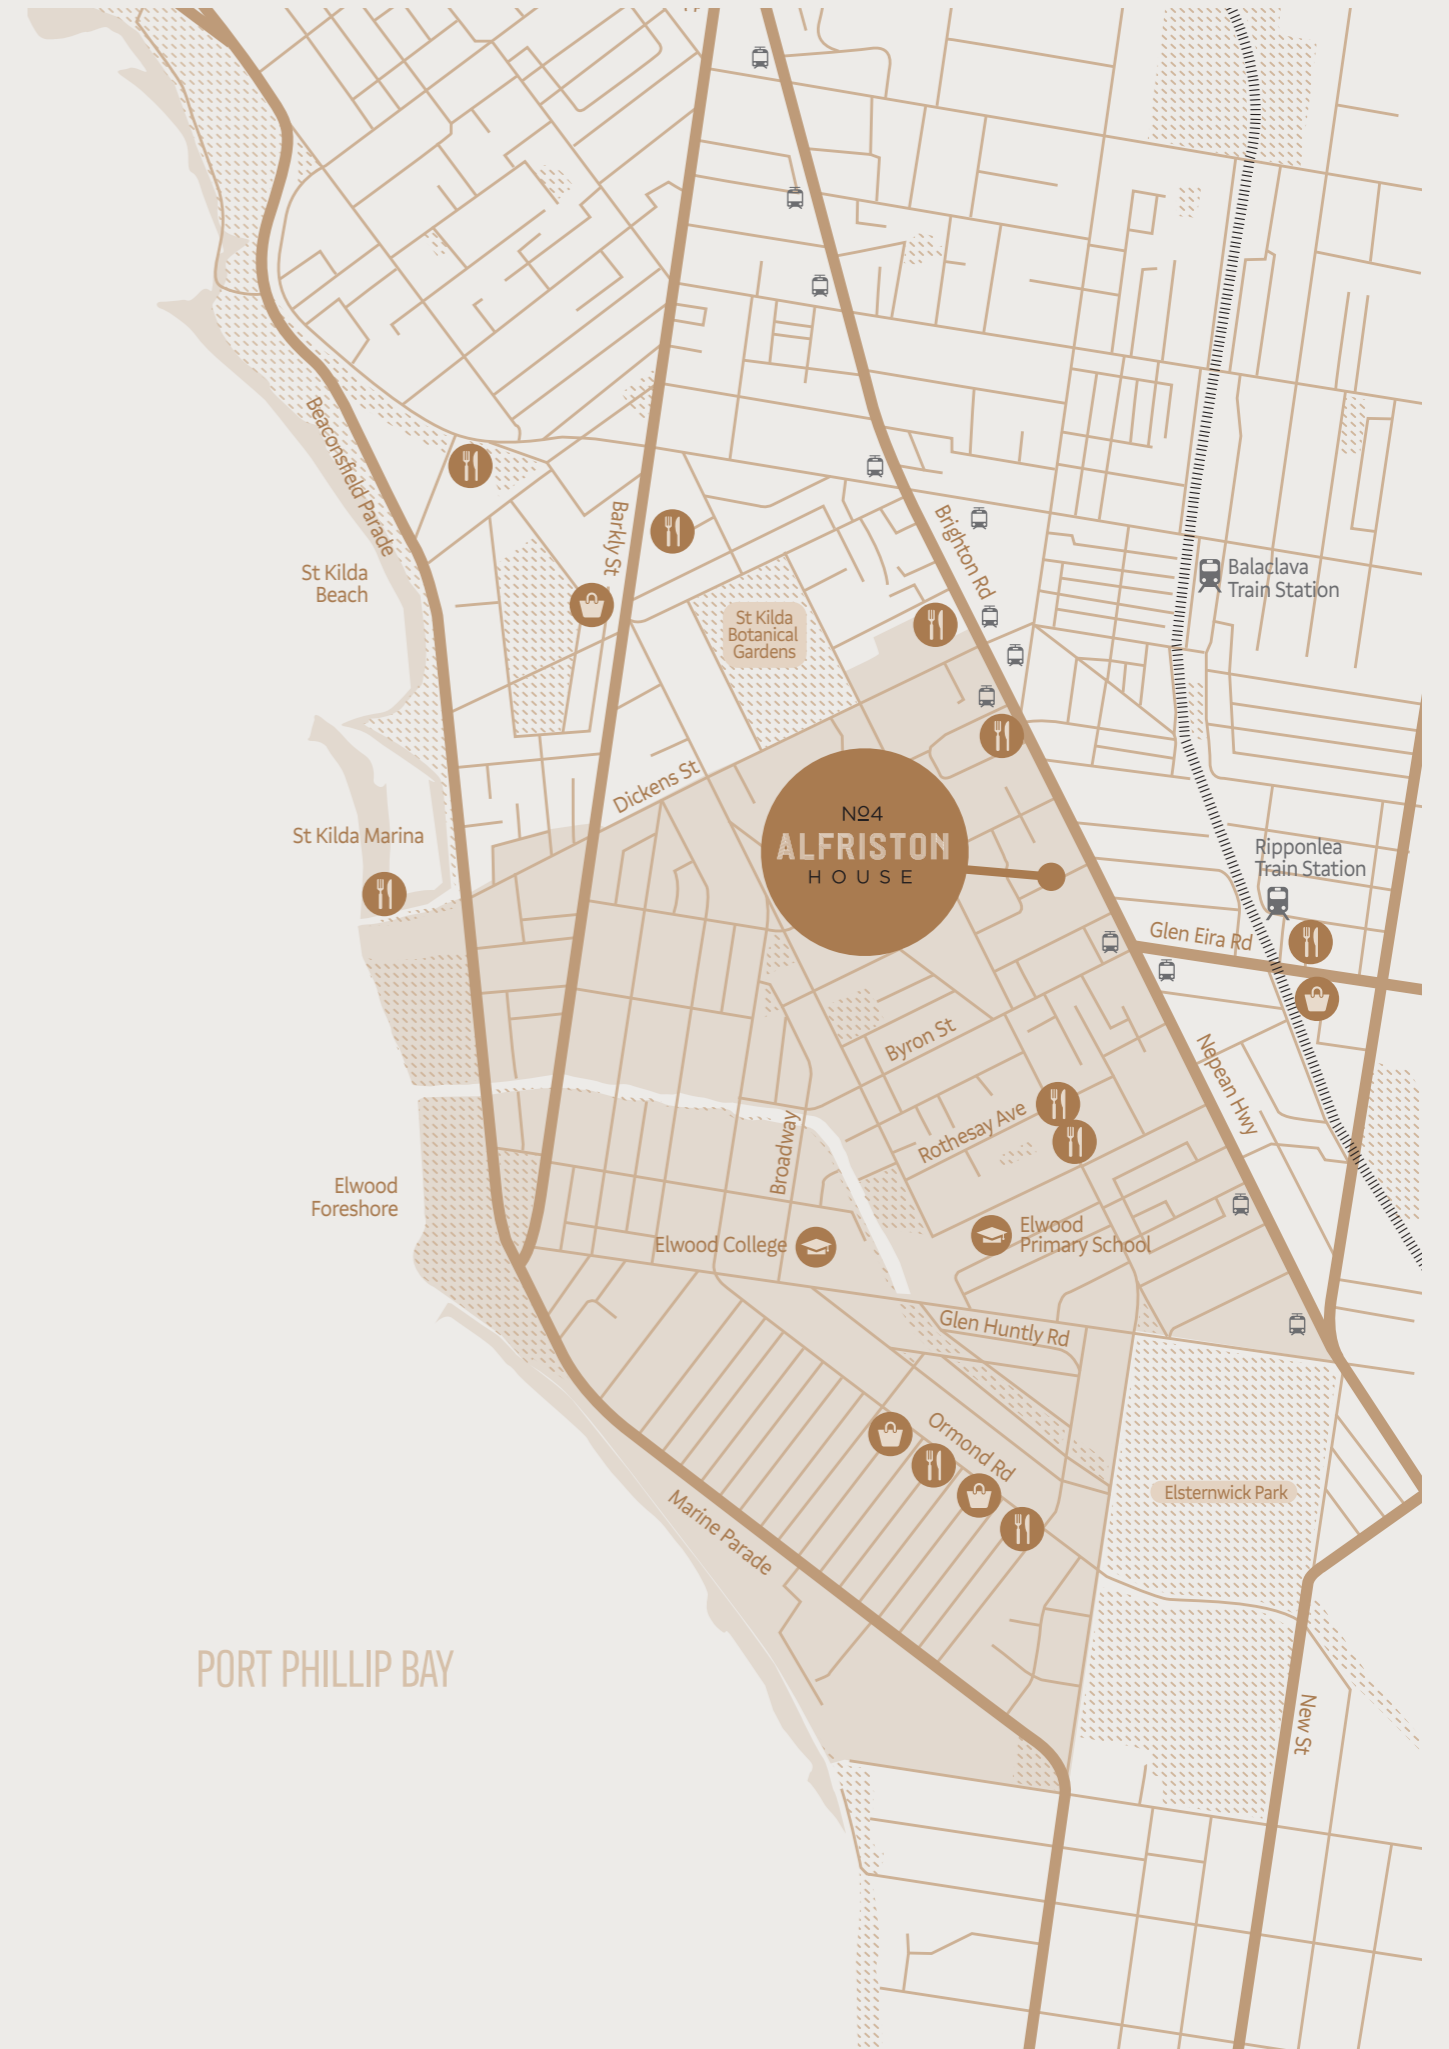 Beaconsfield Parade
Barkly St
Brighton Rd
St Kilda
Beach
Balaclava
Train Station
St Kilda
Botanical
Gardens
Dickens St
№4
ALFRISTON
HOUSE
St Kilda Marina
Ripponlea
Train Station
Glen Eira Rd
Byron St
Nepean Hwy
Rothesay Ave
Broadway
Elwood
Foreshore
Elwood College
Elwood
Primary School
Glen Huntly Rd
Ormond Rd
Elsternwick Park
Marine Parade
PORT PHILLIP BAY
New St